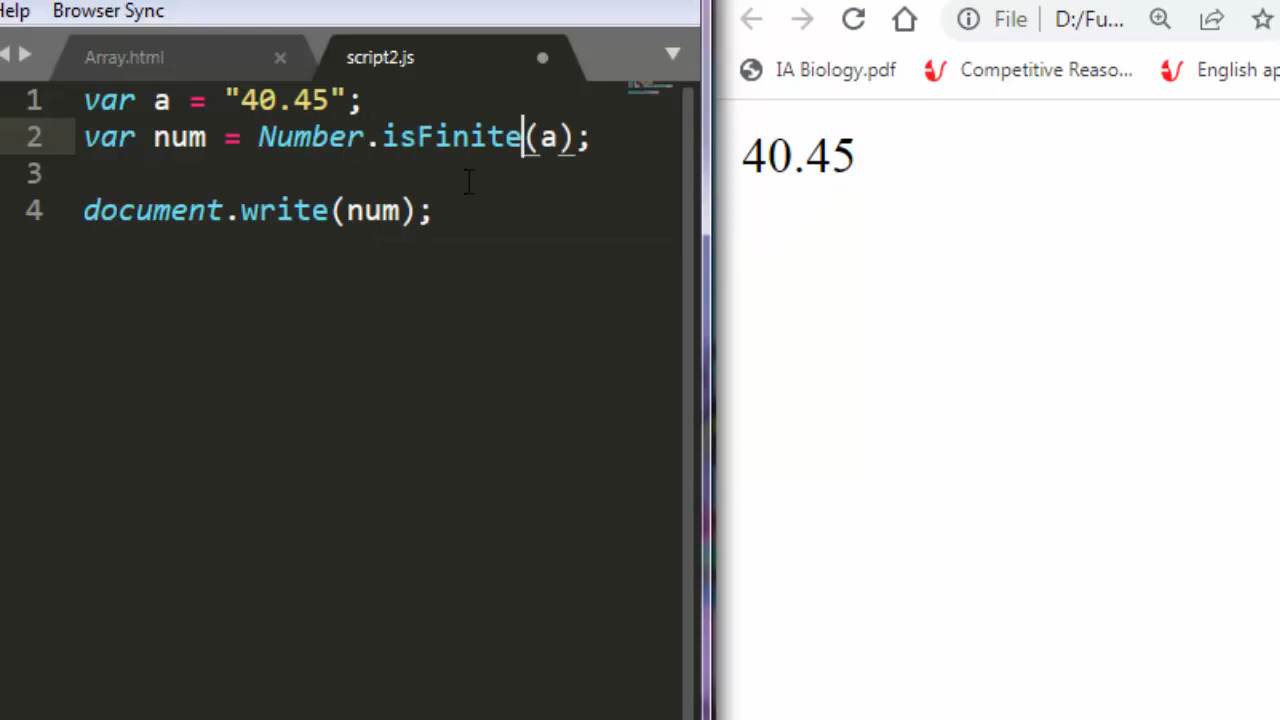 Help Browser Sync
Array.html × script2.js
1 var a = "40.45";
2 var num = Number.isFinite(a);
3
4 document.write(num);
File D:/Fu...
IA Biology.pdf Competitive Reaso... English ap
40.45